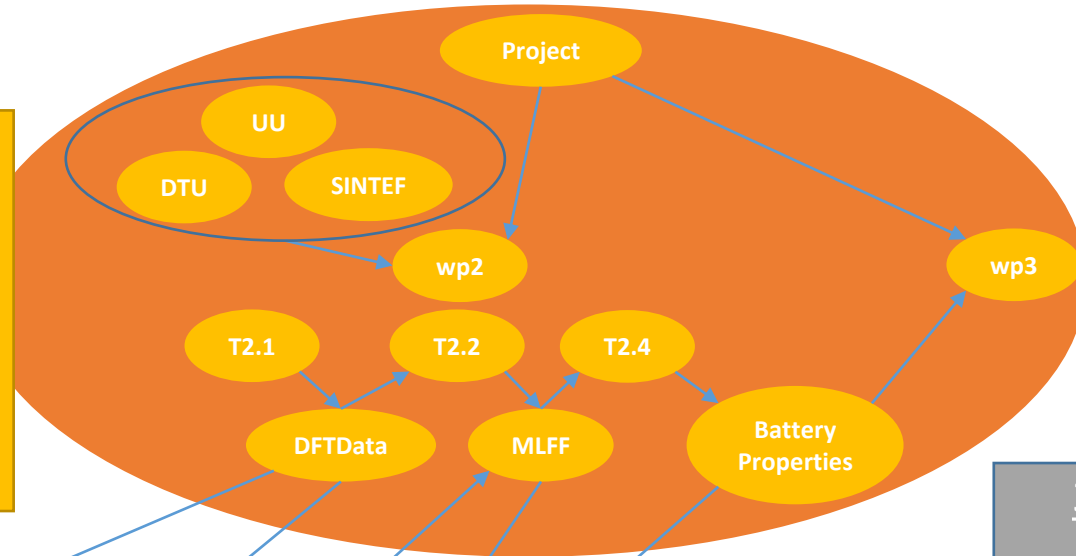 Project
UU
DTU
SINTEF
wp2
wp3
T2.1
T2.2
T2.4
DFTData
MLFF
Battery
Properties